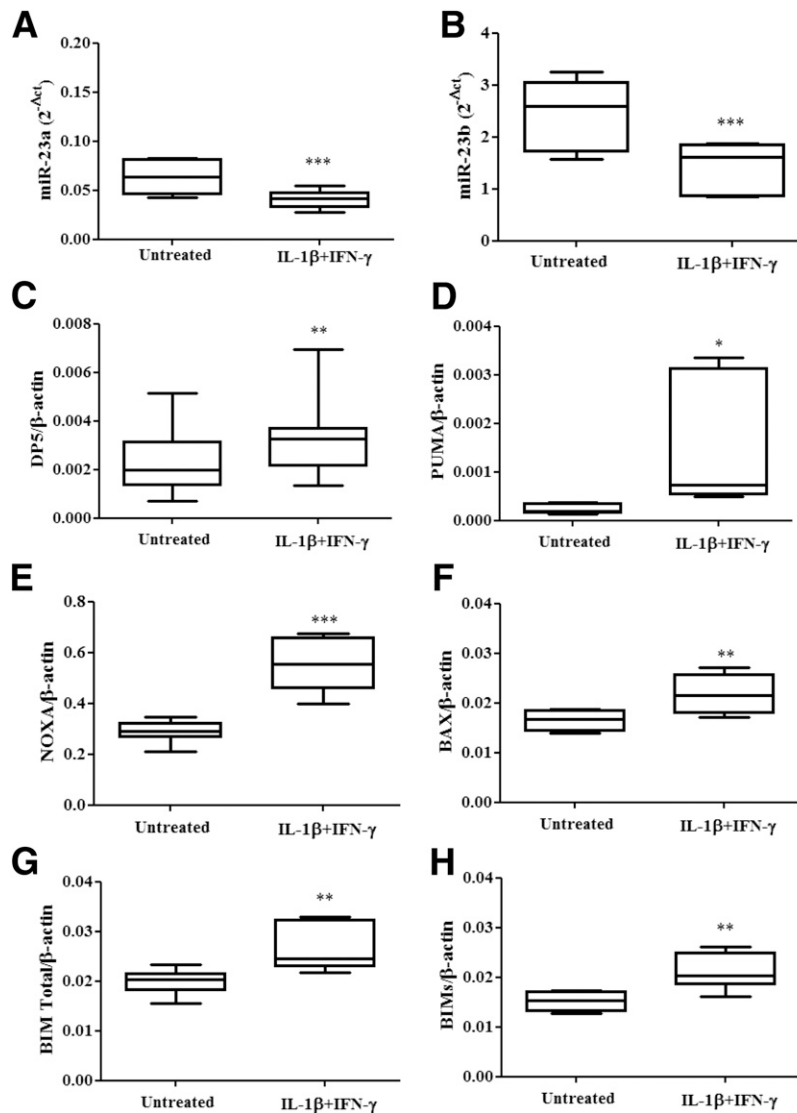 A
miR-23a (2^-Δct)
0.20
0.15
0.10
0.05
0.00
***
Untreated
IL-1β+IFN-γ
B
miR-23b (2^-Δct)
4
3
2
1
0
***
Untreated
IL-1β+IFN-γ
C
DP5/β-actin
0.008
0.006
0.004
0.002
0.000
**
Untreated
IL-1β+IFN-γ
D
PUMA/β-actin
0.004
0.003
0.002
0.001
0.000
*
Untreated
IL-1β+IFN-γ
E
NOXA/β-actin
0.8
0.6
0.4
0.2
0.0
***
Untreated
IL-1β+IFN-γ
F
BAX/β-actin
0.04
0.03
0.02
0.01
0.00
**
Untreated
IL-1β+IFN-γ
G
BIM Total/β-actin
0.04
0.03
0.02
0.01
0.00
**
Untreated
IL-1β+IFN-γ
H
BIMs/β-actin
0.04
0.03
0.02
0.01
0.00
**
Untreated
IL-1β+IFN-γ